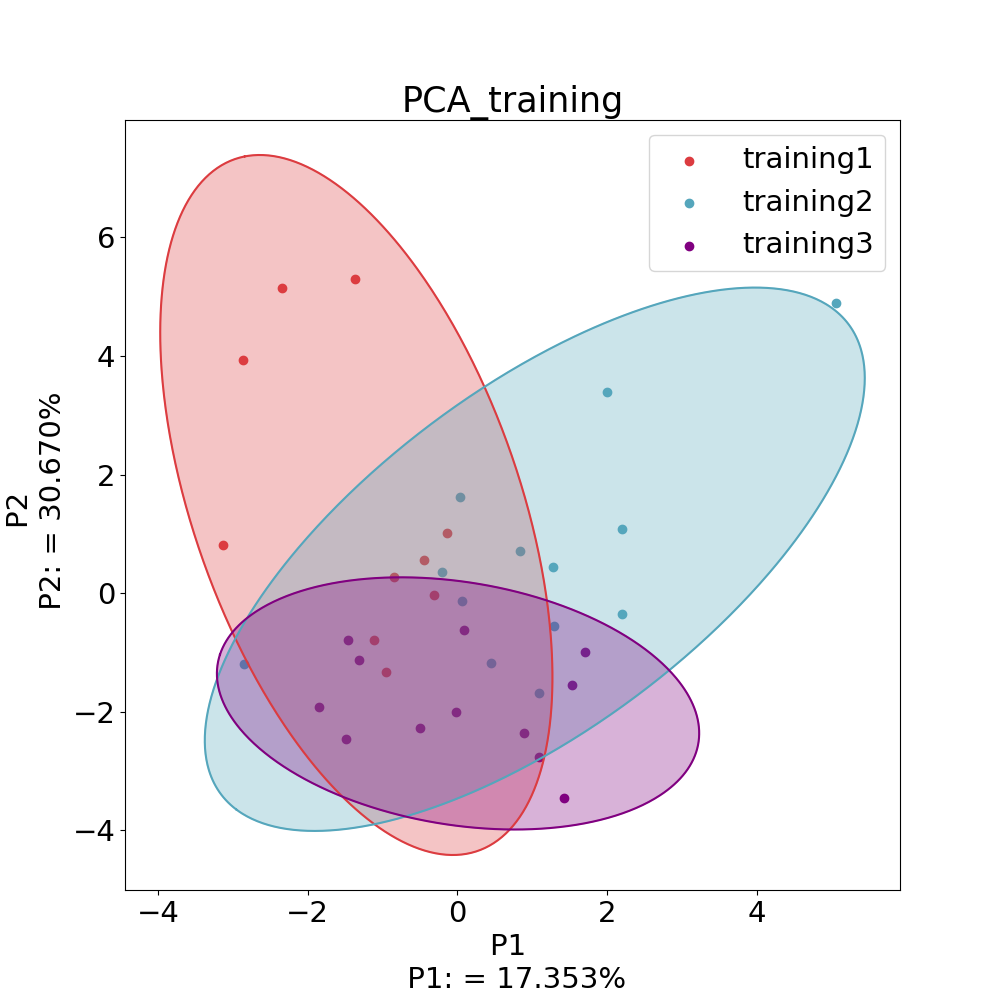 PCA_training
training1
training2
training3
6
4
2
0
−2
−4
P2
P2: = 30.670%
−4
−2
0
2
4
P1
P1: = 17.353%